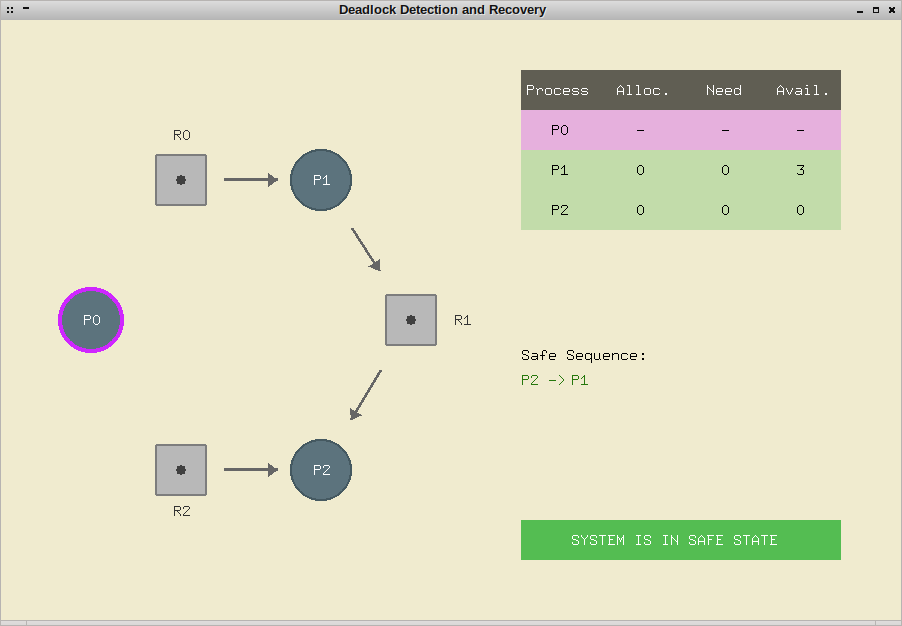 Deadlock Detection and Recovery
Process Alloc. Need Avail.
P0 - - -
P1 0 0 3
P2 0 0 0
R0
P1
P0
R1
P2
R2
Safe Sequence:
P2 -> P1
SYSTEM IS IN SAFE STATE